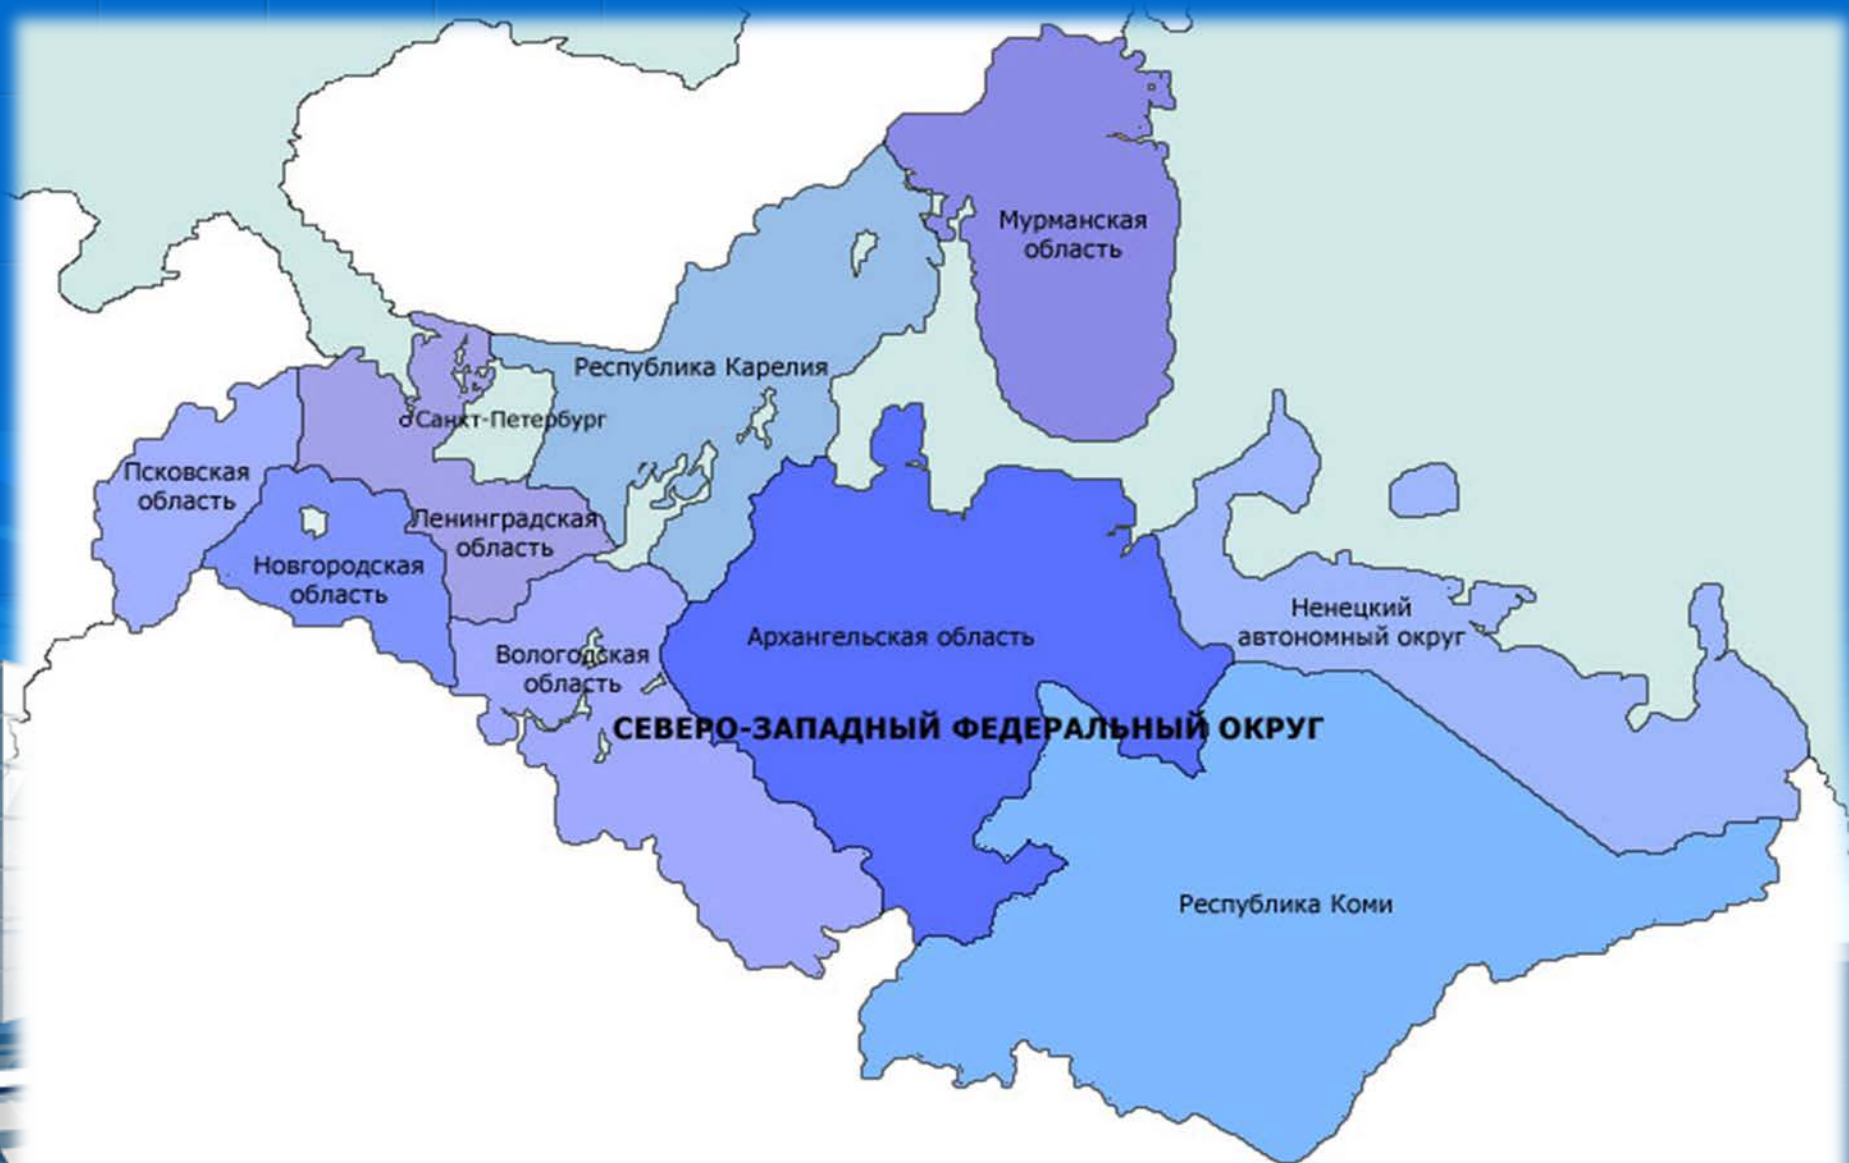 Мурманская
область
Республика Карелия
Санкт-Петербург
Псковская
область
Ленинградская
область
Новгородская
область
Ненецкий
автономный округ
Архангельская область
Вологодская
область
СЕВЕРО-ЗАПАДНЫЙ ФЕДЕРАЛЬНЫЙ ОКРУГ
Республика Коми